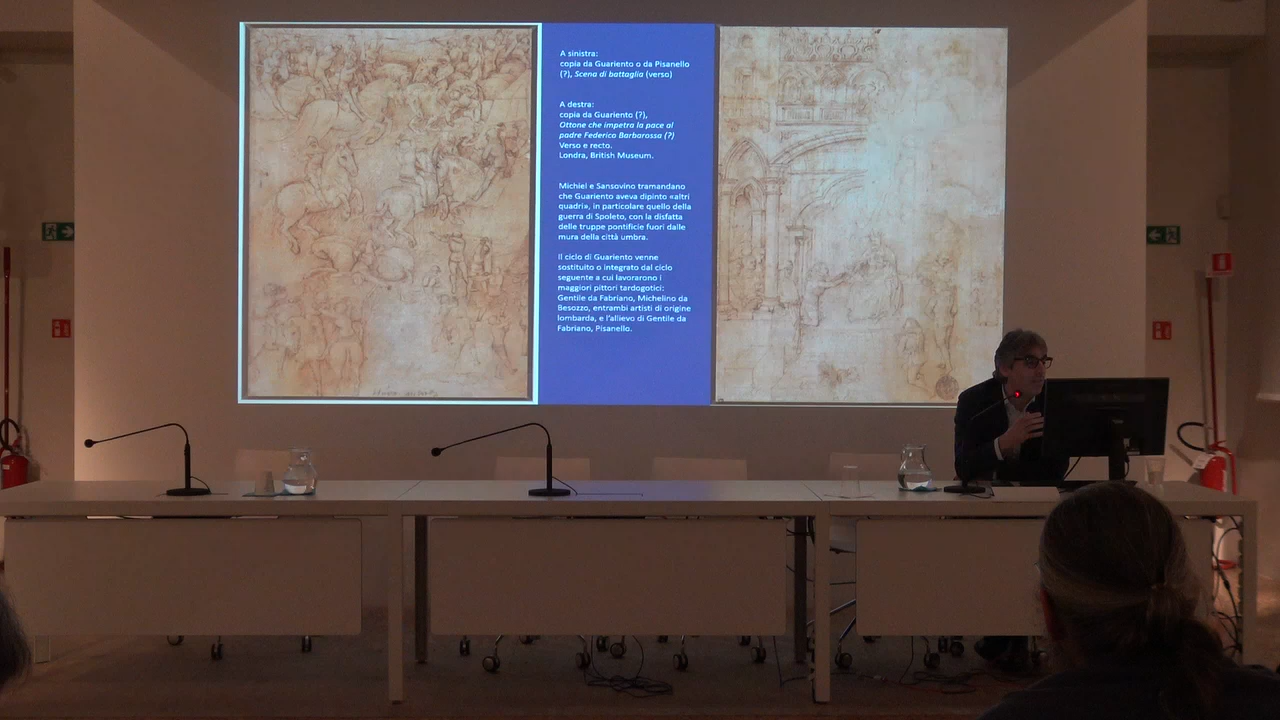 A sinistra:
copia da Guariento o da Pisanello
(?), Scena di battaglia (verso)
A destra:
copia da Guariento (?),
Ottone che impetra la pace al
padre Federico Barbarossa (?)
Verso e recto.
Londra, British Museum.
Michiel e Sansovino tramandano
che Guariento aveva dipinto «altri
quadri», in particolare quello della
guerra di Spoleto, con la disfatta
delle truppe pontificie fuori dalle
mura della città umbra.
Il ciclo di Guariento venne
sostituito o integrato dal ciclo
seguente a cui lavorarono i
maggiori pittori tardogotici:
Gentile da Fabriano, Michelino da
Besozzo, entrambi artisti di origine
lombarda, e l'allievo di Gentile da
Fabriano, Pisanello.